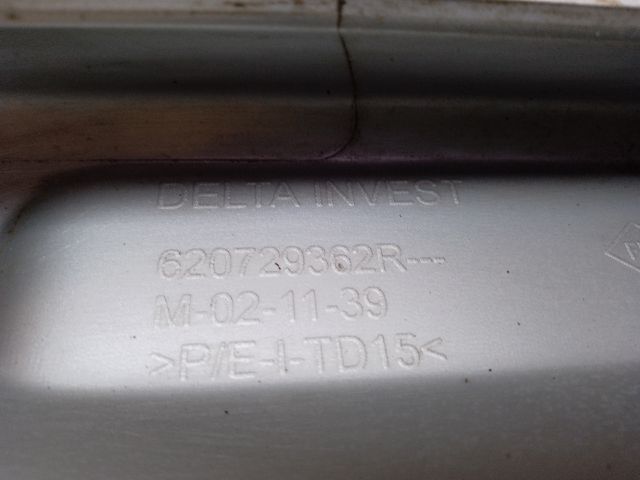 DELTA INVEST
620729362R---
M-02-11-39
>P/E-I-TD15<